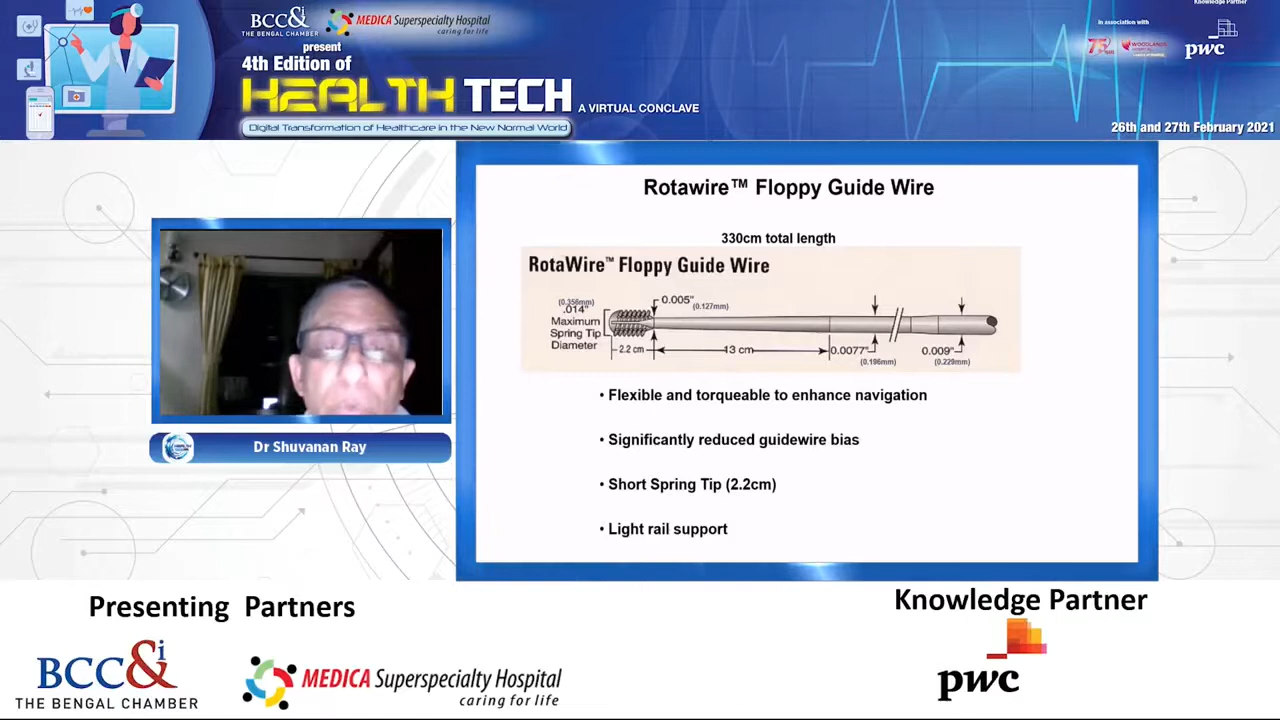 BCC&i
THE BENGAL CHAMBER
MEDICA Superspecialty Hospital
caring for life
present
4th Edition of
HEALTH TECH
A VIRTUAL CONCLAVE
Digital Transformation of Healthcare in the New Normal World
In association with
WOODLANDS
Knowledge Partner
pwc
26th and 27th February 2021
Rotawire™ Floppy Guide Wire
330cm total length
RotaWire™ Floppy Guide Wire
(0.356mm)
.014"
Maximum
Spring Tip
Diameter
0.005" (0.127mm)
2.2 cm
13 cm
0.0077"
(0.196mm)
0.009"
(0.229mm)
• Flexible and torqueable to enhance navigation
• Significantly reduced guidewire bias
• Short Spring Tip (2.2cm)
• Light rail support
Dr Shuvanan Ray
Presenting Partners
BCC&i
THE BENGAL CHAMBER
MEDICA Superspecialty Hospital
caring for life
Knowledge Partner
pwc